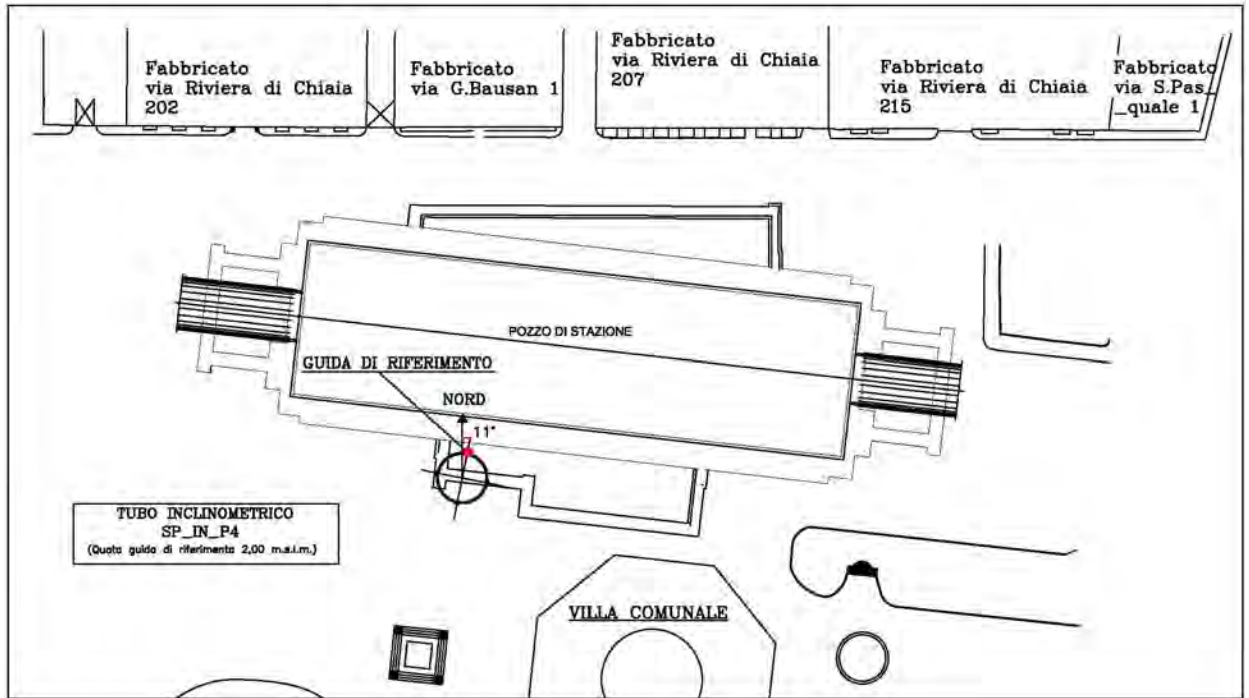 Fabbricato
via Riviera di Chiaia
202
Fabbricato
via G.Bausan 1
Fabbricato
via Riviera di Chiaia
207
Fabbricato
via Riviera di Chiaia
215
Fabbricato
via S.Pas_
_quale 1
POZZO DI STAZIONE
GUIDA DI RIFERIMENTO
NORD
11°
TUBO INCLINOMETRICO
SP_IN_P4
(Quota guida di riferimento 2,00 m.s.l.m.)
VILLA COMUNALE